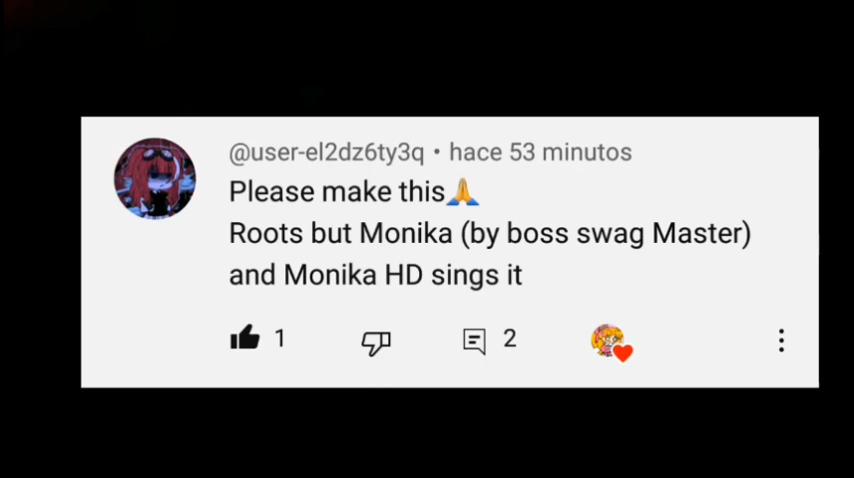 @user-el2dz6ty3q • hace 53 minutos
Please make this🙏
Roots but Monika (by boss swag Master)
and Monika HD sings it
1 2